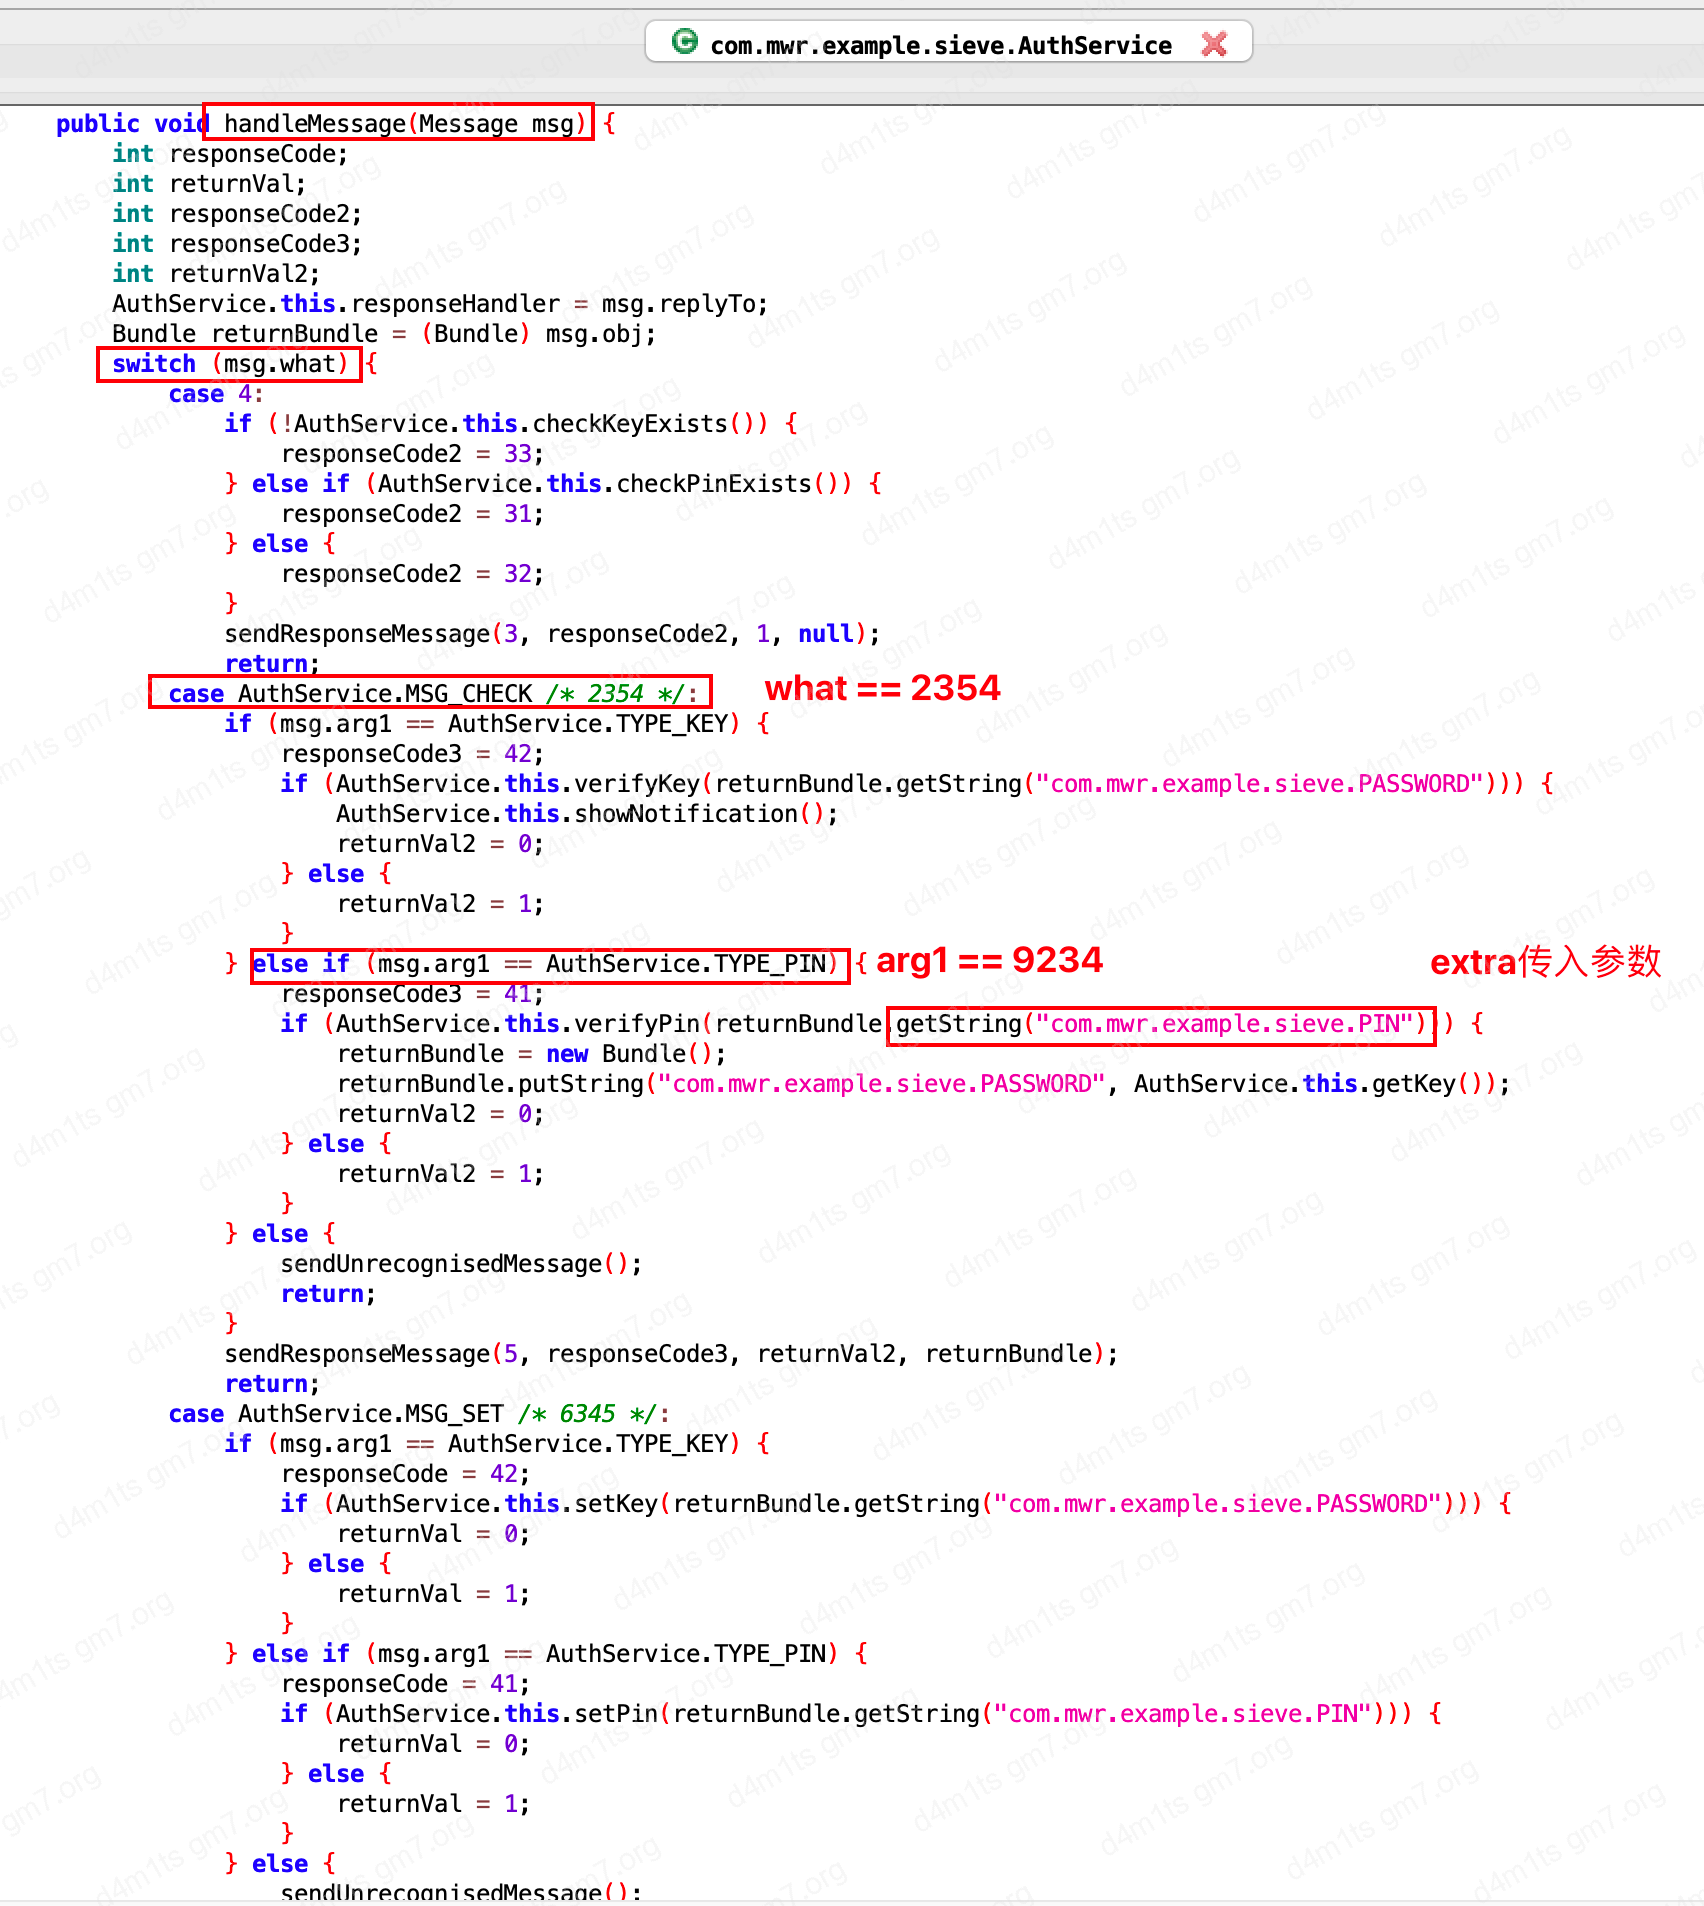 com.mwr.example.sieve.AuthService
public void handleMessage(Message msg) {
int responseCode;
int returnVal;
int responseCode2;
int responseCode3;
int returnVal2;
AuthService.this.responseHandler = msg.replyTo;
Bundle returnBundle = (Bundle) msg.obj;
switch (msg.what) {
case 4:
if (!AuthService.this.checkKeyExists()) {
responseCode2 = 33;
} else if (AuthService.this.checkPinExists()) {
responseCode2 = 31;
} else {
responseCode2 = 32;
}
sendResponseMessage(3, responseCode2, 1, null);
return;
case AuthService.MSG_CHECK /* 2354 */: what == 2354
if (msg.arg1 == AuthService.TYPE_KEY) {
responseCode3 = 42;
if (AuthService.this.verifyKey(returnBundle.getString("com.mwr.example.sieve.PASSWORD"))) {
AuthService.this.showNotification();
returnVal2 = 0;
} else {
returnVal2 = 1;
}
} else if (msg.arg1 == AuthService.TYPE_PIN) { arg1 == 9234 extra传入参数
responseCode3 = 41;
if (AuthService.this.verifyPin(returnBundle.getString("com.mwr.example.sieve.PIN"))) {
returnBundle = new Bundle();
returnBundle.putString("com.mwr.example.sieve.PASSWORD", AuthService.this.getKey());
returnVal2 = 0;
} else {
returnVal2 = 1;
}
} else {
sendUnrecognisedMessage();
return;
}
sendResponseMessage(5, responseCode3, returnVal2, returnBundle);
return;
case AuthService.MSG_SET /* 6345 */:
if (msg.arg1 == AuthService.TYPE_KEY) {
responseCode = 42;
if (AuthService.this.setKey(returnBundle.getString("com.mwr.example.sieve.PASSWORD"))) {
returnVal = 0;
} else {
returnVal = 1;
}
} else if (msg.arg1 == AuthService.TYPE_PIN) {
responseCode = 41;
if (AuthService.this.setPin(returnBundle.getString("com.mwr.example.sieve.PIN"))) {
returnVal = 0;
} else {
returnVal = 1;
}
} else {
sendUnrecognisedMessage();
d4m1ts gm7.org